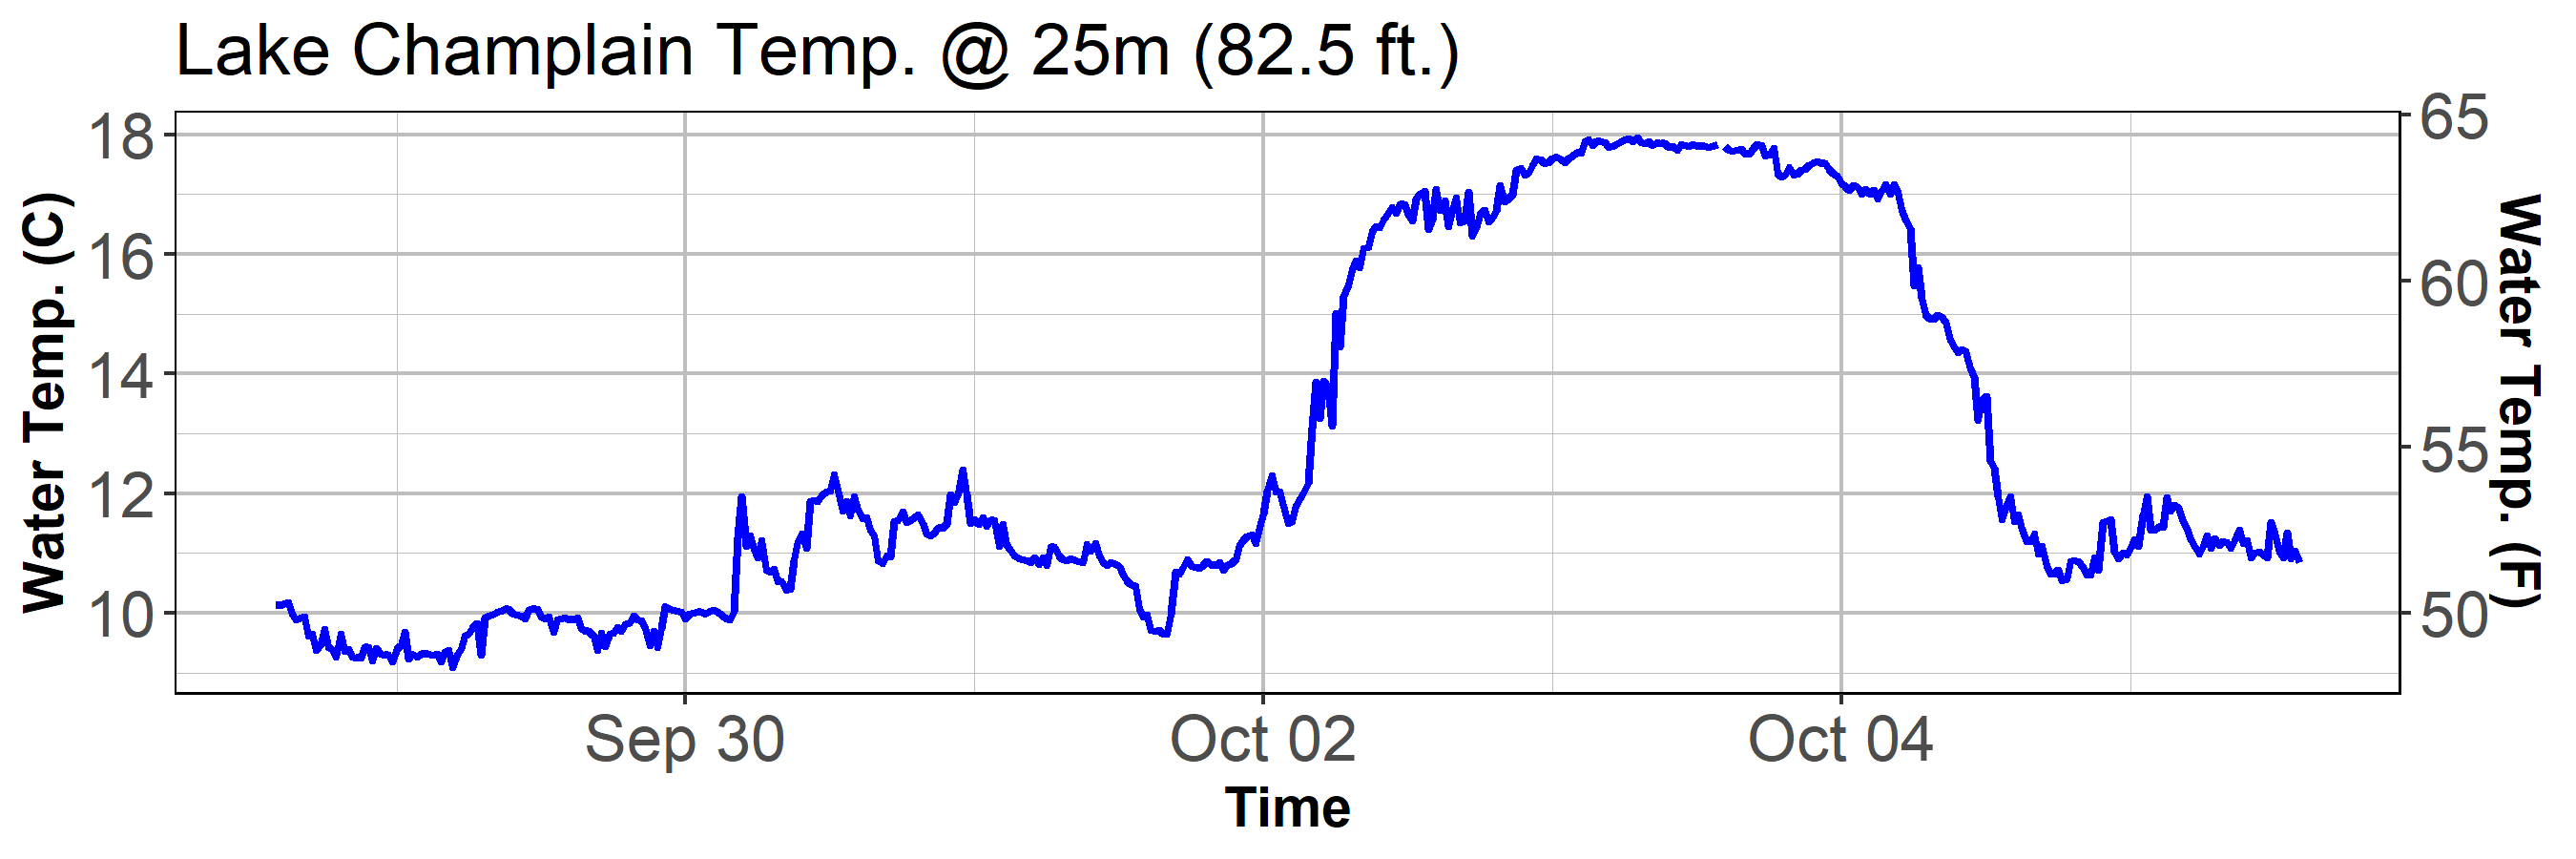 Lake Champlain Temp. @ 25m (82.5 ft.)
Water Temp. (C)
18
16
14
12
10
65
60
55
50
Water Temp. (F)
Sep 30
Oct 02
Oct 04
Time